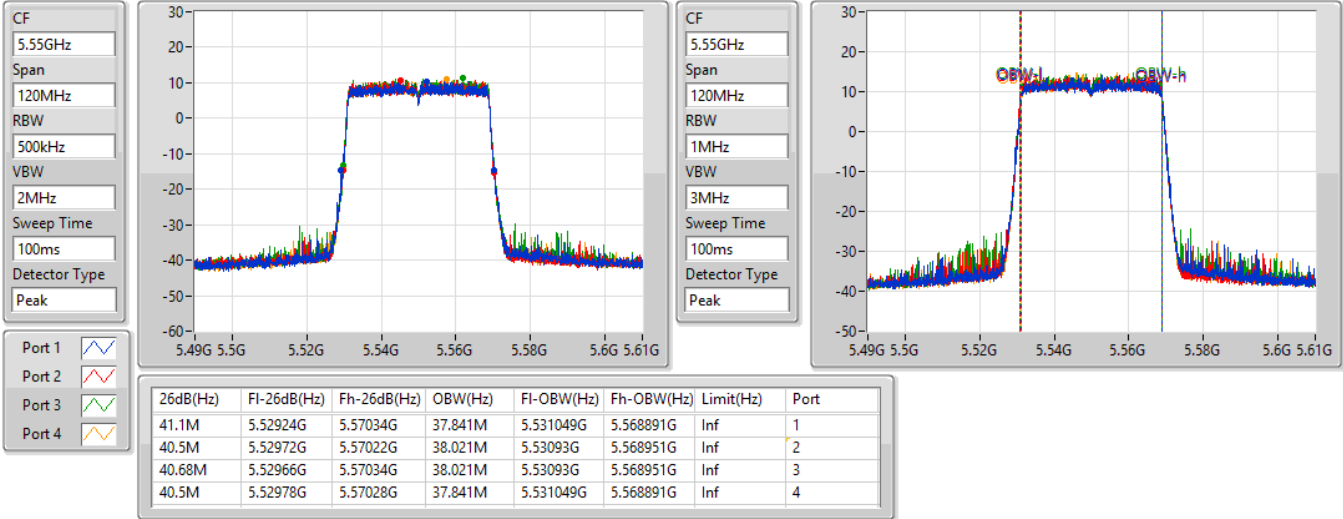 CF
5.55GHz
Span
120MHz
RBW
500kHz
VBW
2MHz
Sweep Time
100ms
Detector Type
Peak
Port 1
Port 2
Port 3
Port 4
30
20
10
0
-10
-20
-30
-40
-50
-60
5.49G 5.5G 5.52G 5.54G 5.56G 5.58G 5.6G 5.61G
CF
5.55GHz
Span
120MHz
RBW
1MHz
VBW
3MHz
Sweep Time
100ms
Detector Type
Peak
30
20
10
0
-10
-20
-30
-40
-50
OBW-l OBW-h
5.49G 5.5G 5.52G 5.54G 5.56G 5.58G 5.6G 5.61G
26dB(Hz) Fl-26dB(Hz) Fh-26dB(Hz) OBW(Hz) Fl-OBW(Hz) Fh-OBW(Hz) Limit(Hz) Port
41.1M 5.52924G 5.57034G 37.841M 5.531049G 5.568891G Inf 1
40.5M 5.52972G 5.57022G 38.021M 5.53093G 5.568951G Inf 2
40.68M 5.52966G 5.57034G 38.021M 5.53093G 5.568951G Inf 3
40.5M 5.52978G 5.57028G 37.841M 5.531049G 5.568891G Inf 4